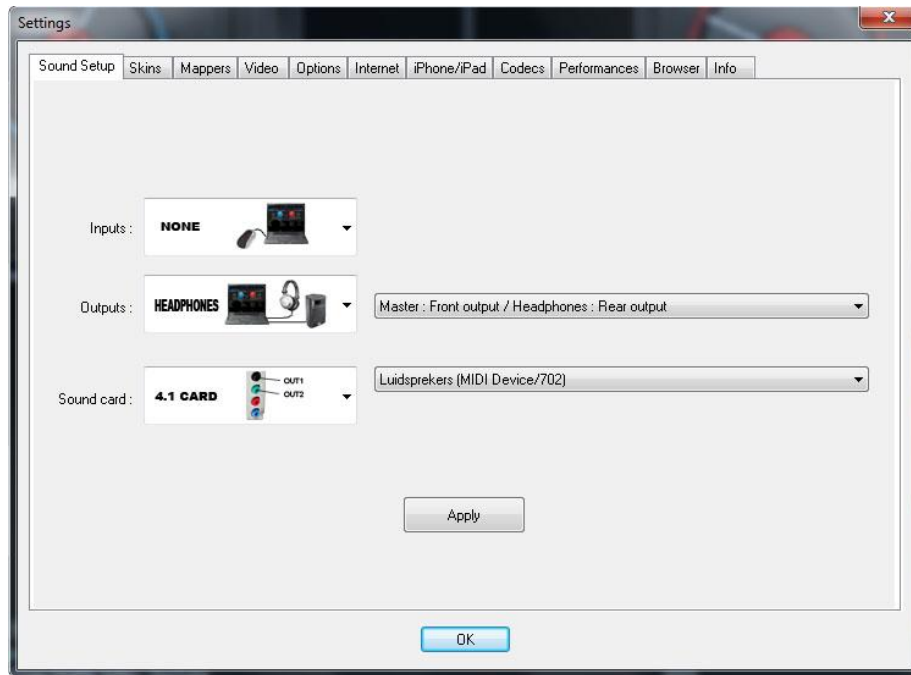 Settings
x
Sound Setup Skins Mappers Video Options Internet iPhone/iPad Codecs Performances Browser Info
Inputs : NONE
Outputs : HEADPHONES Master : Front output / Headphones : Rear output
Luidsprekers (MIDI Device/702)
Sound card : 4.1 CARD OUT1
OUT2
Apply
OK